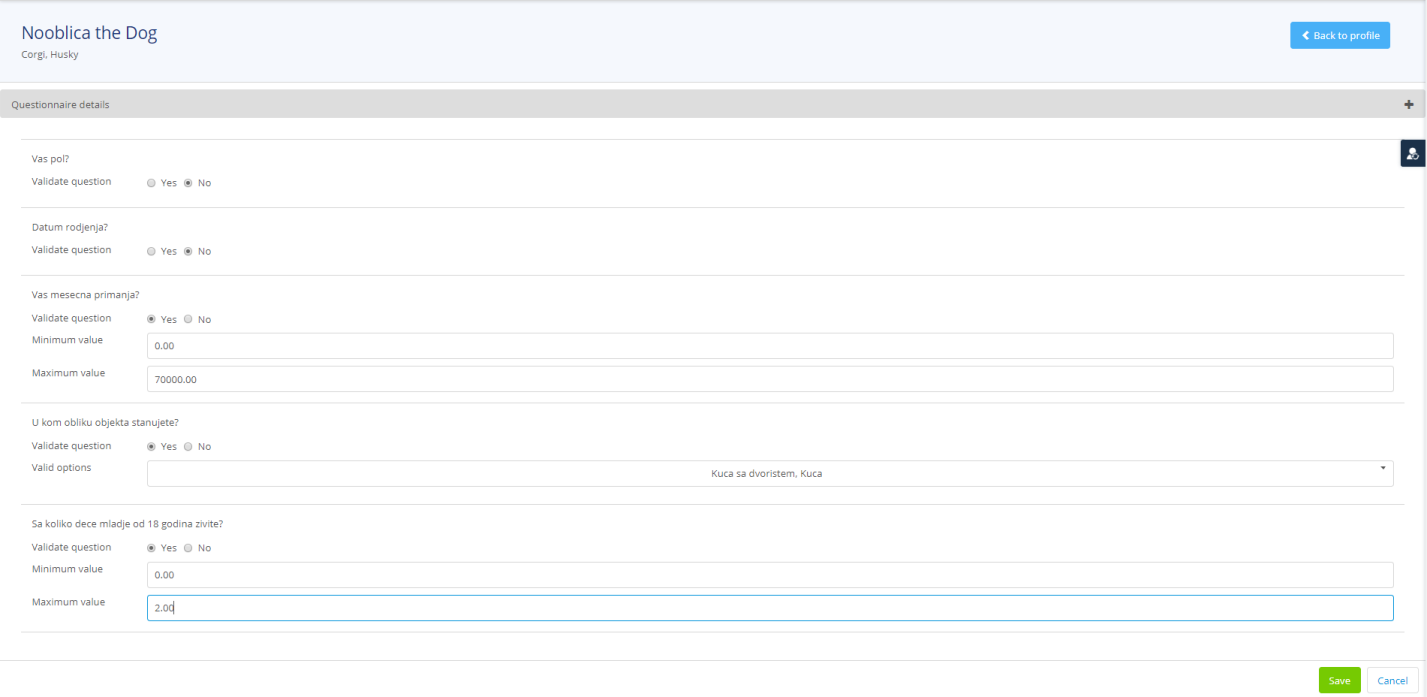 Nooblica the Dog
Corgi, Husky
Back to profile
Questionnaire details
Vas pol?
Validate question Yes No
Datum rodjenja?
Validate question Yes No
Vas mesecna primanja?
Validate question Yes No
Minimum value 0.00
Maximum value 70000.00
U kom obliku objekta stanujete?
Validate question Yes No
Valid options Kuca sa dvoristem, Kuca
Sa koliko dece mladje od 18 godina zivite?
Validate question Yes No
Minimum value 0.00
Maximum value 2.00
Save Cancel